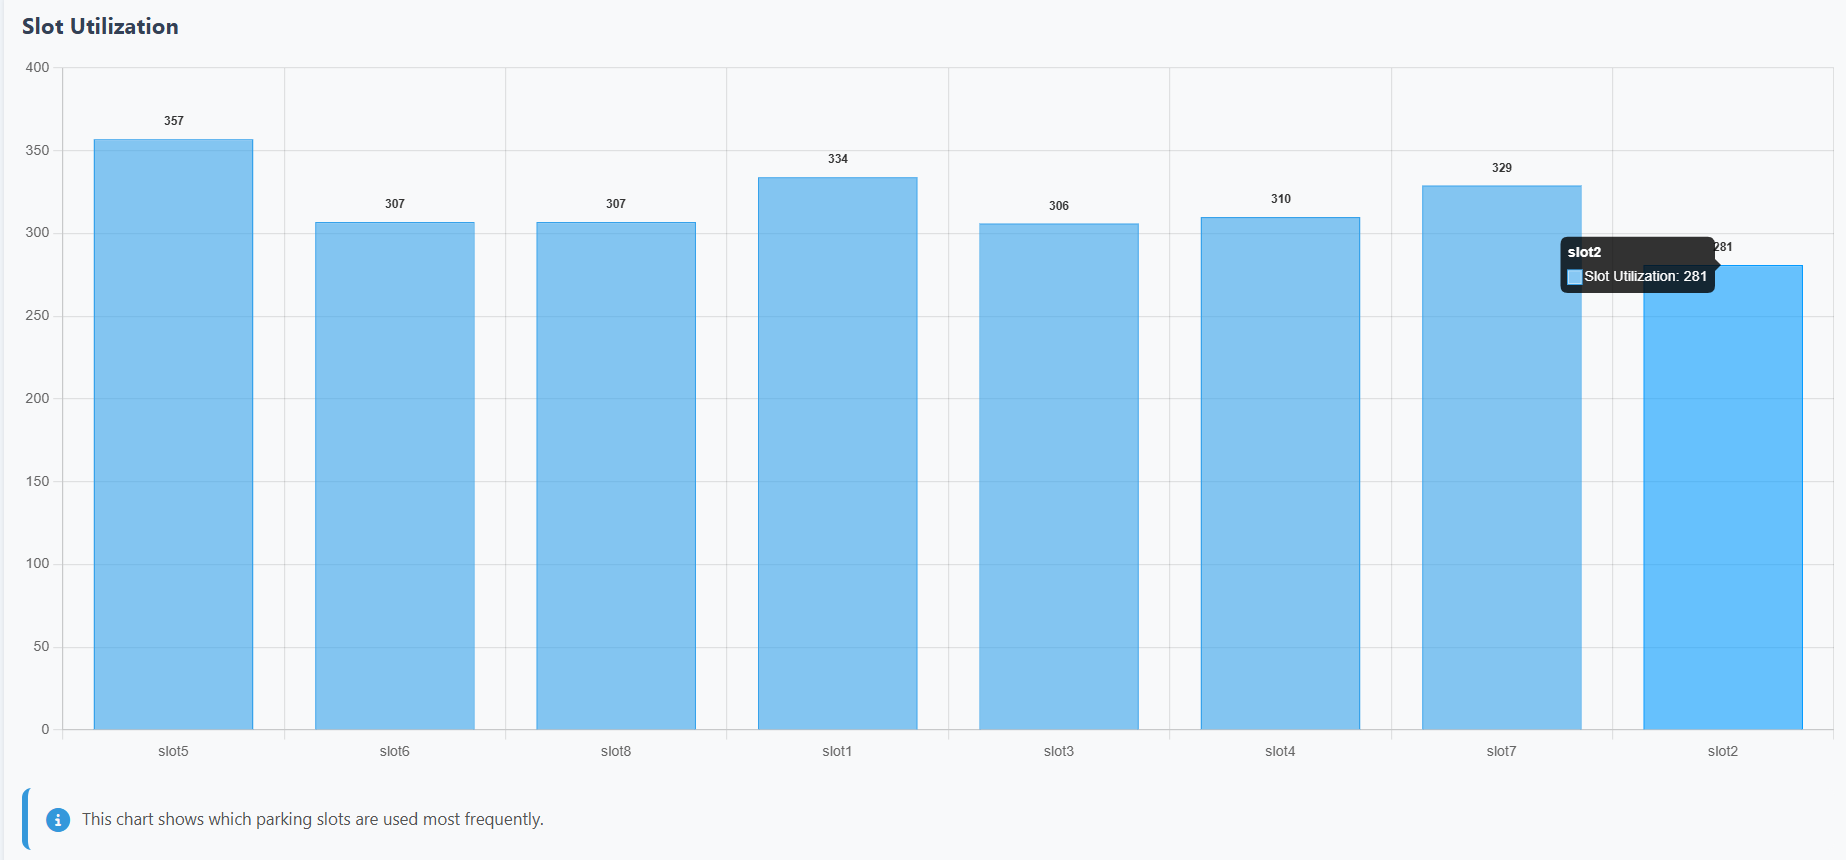 Slot Utilization
400
350
300
250
200
150
100
50
0
357
307
307
334
306
310
329
281
slot2
Slot Utilization: 281
slot5
slot6
slot8
slot1
slot3
slot4
slot7
slot2
This chart shows which parking slots are used most frequently.